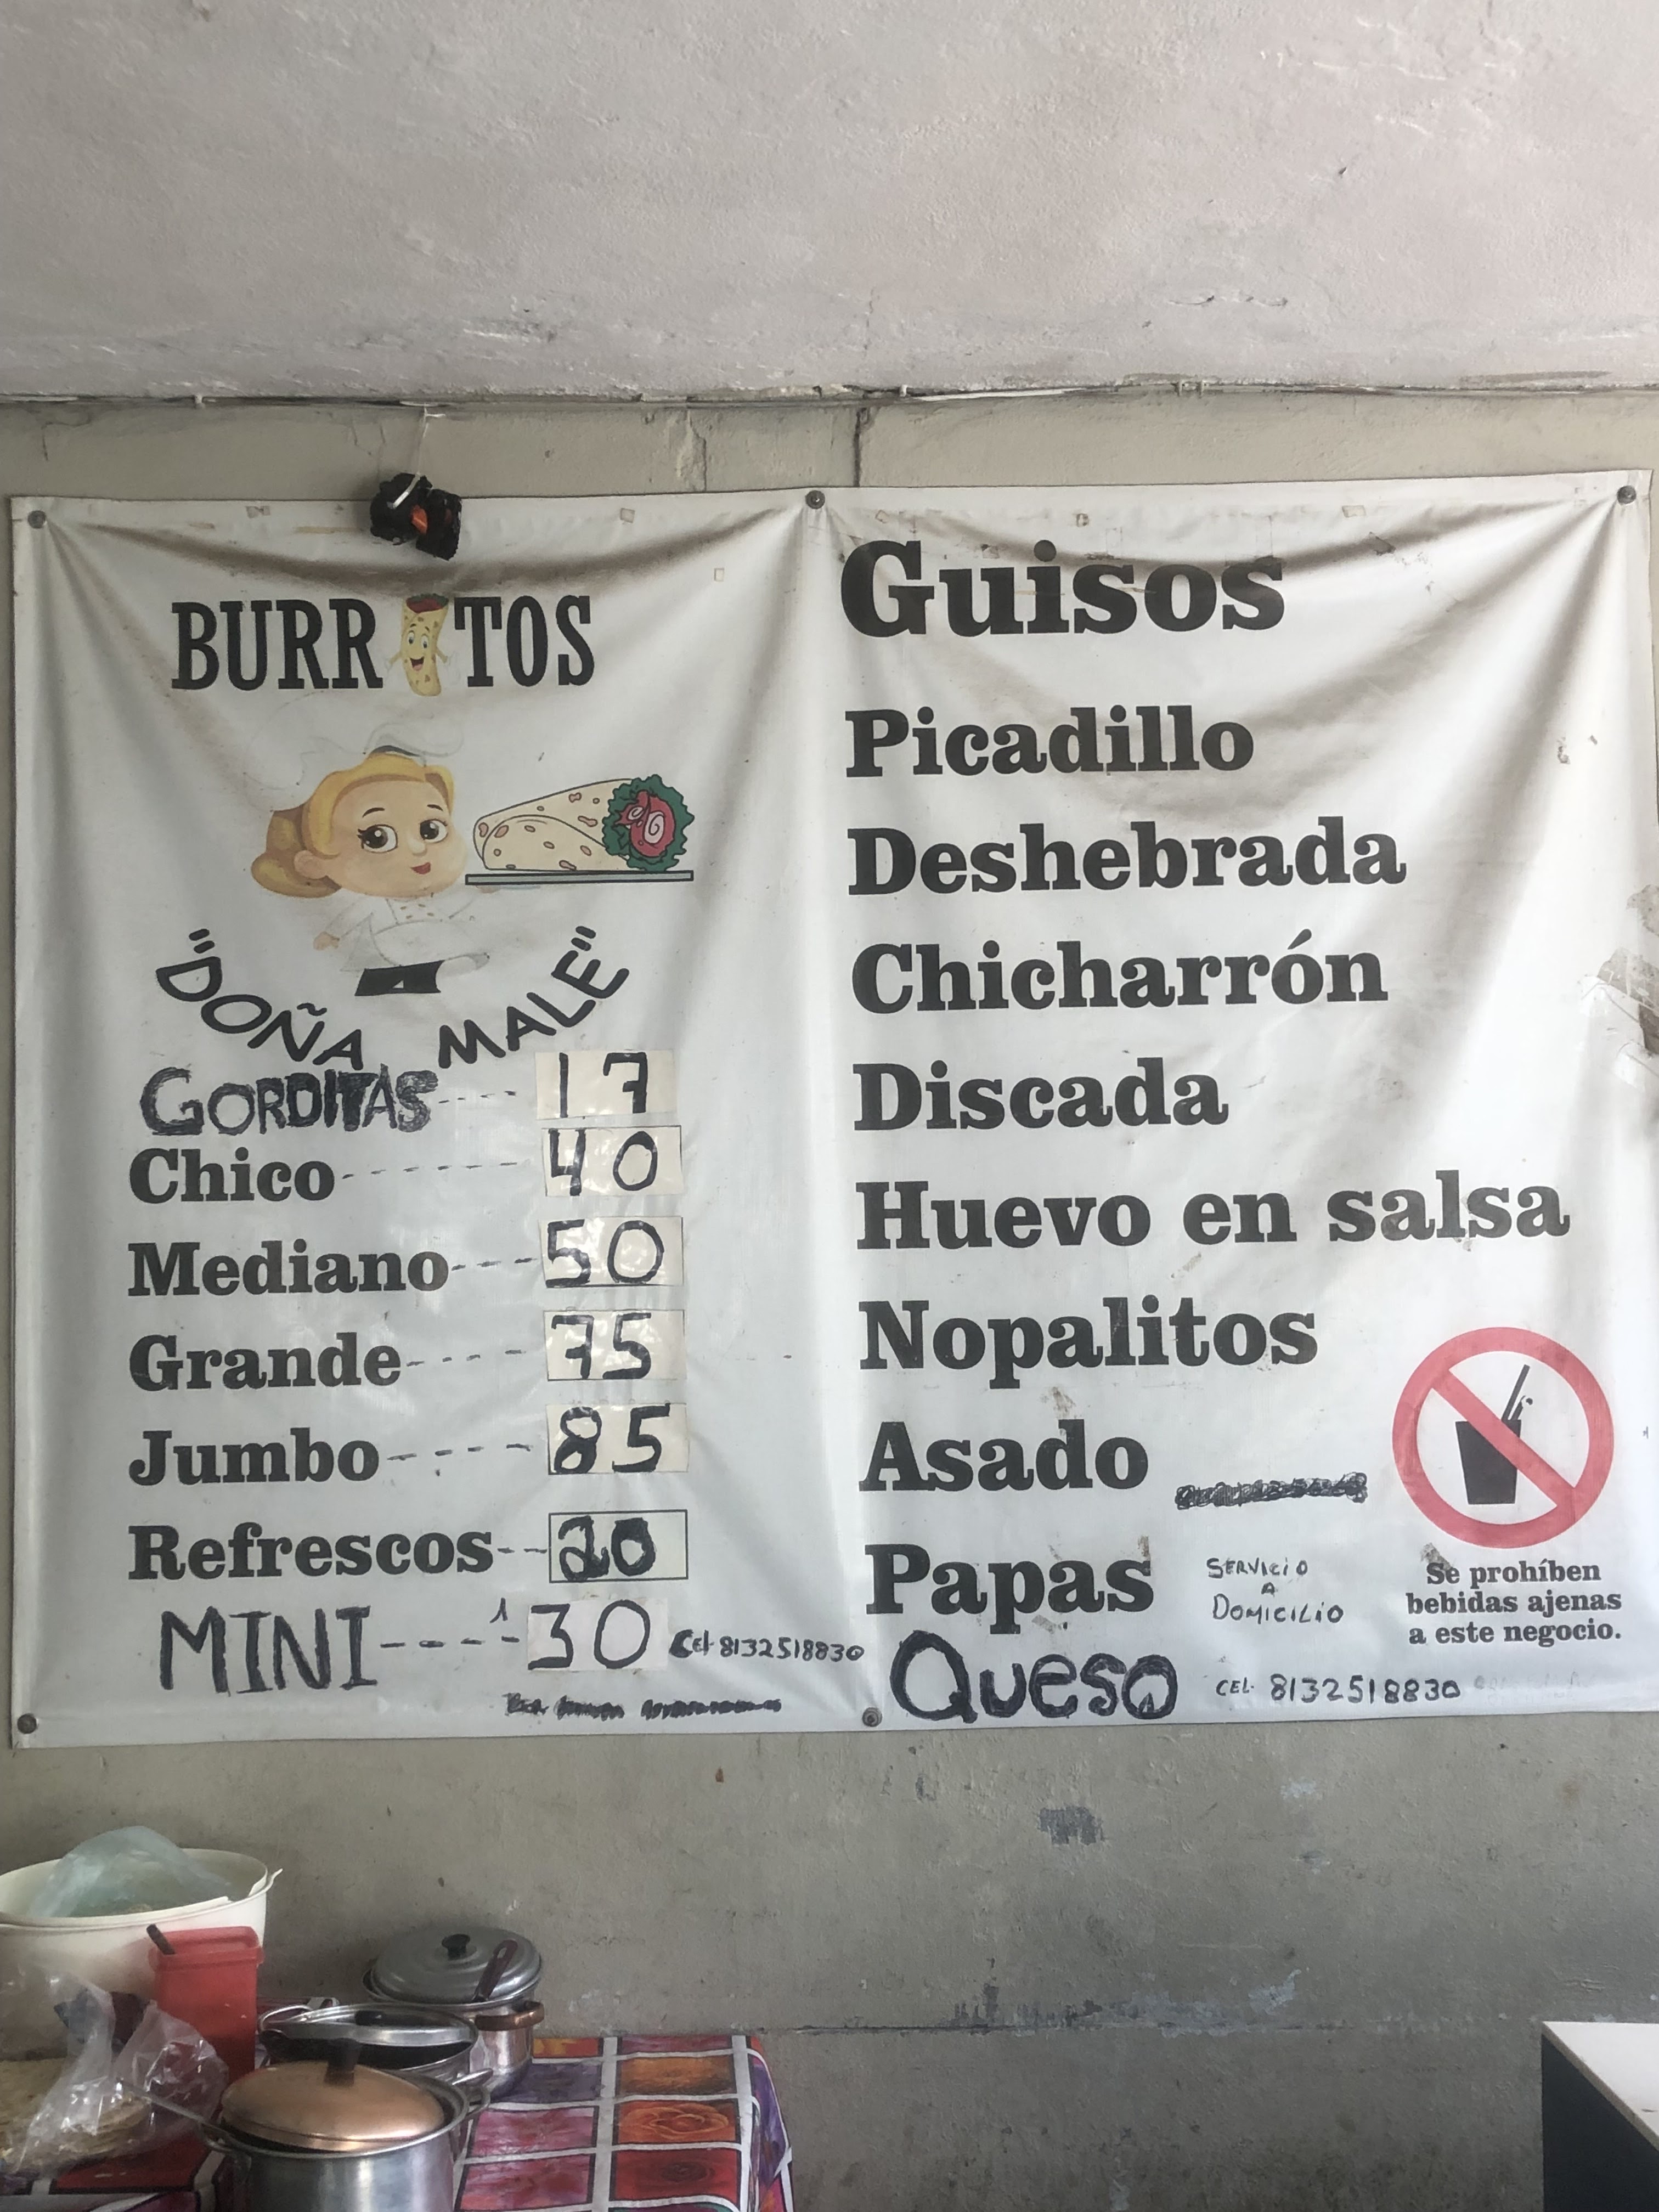 BURRITOS
"DOÑA MALE"
GORDITAS---- 17
Chico------- 40
Mediano--- 50
Grande---- 75
Jumbo----- 85
Refrescos-- 20
MINI----- 30 Cel. 8132518830
Guisos
Picadillo
Deshebrada
Chicharrón
Discada
Huevo en salsa
Nopalitos
Asado
Papas
Queso
SERVICIO
A
DOMICILIO
CEL. 8132518830
Se prohíben
bebidas ajenas
a este negocio.